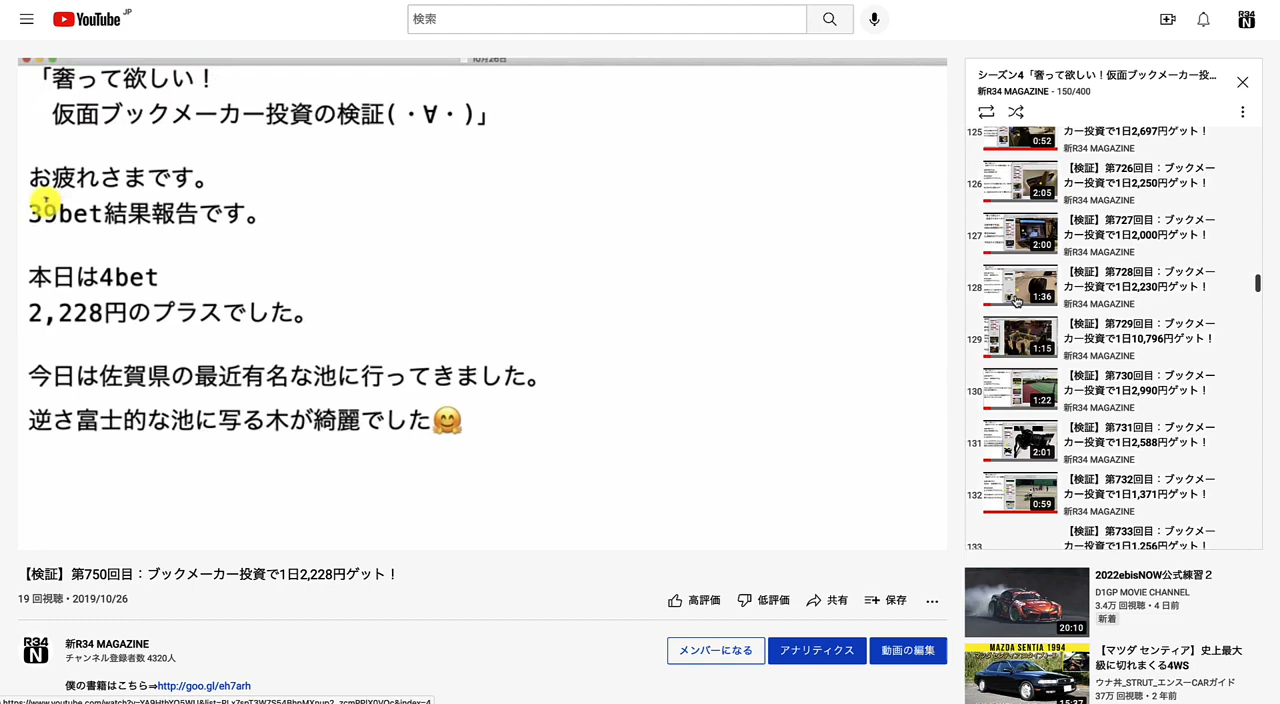 YouTube JP
検索
R34
N
10月26日
「奢って欲しい！
仮面ブックメーカー投資の検証(・∀・)」
お疲れさまです。
39bet結果報告です。
本日は4bet
2,228円のプラスでした。
今日は佐賀県の最近有名な池に行ってきました。
逆さ富士的な池に写る木が綺麗でした🤗
【検証】第750回目：ブックメーカー投資で1日2,228円ゲット！
19 回視聴・2019/10/26
高評価
低評価
共有
保存
R34
N
新R34 MAGAZINE
チャンネル登録者数 4320人
メンバーになる
アナリティクス
動画の編集
僕の書籍はこちら⇒http://goo.gl/eh7arh
シーズン4「奢って欲しい！仮面ブックメーカー投...
新R34 MAGAZINE - 150/400
125
0:52
カー投資で1日2,697円ゲット！
新R34 MAGAZINE
126
2:05
【検証】第726回目：ブックメー
カー投資で1日2,250円ゲット！
新R34 MAGAZINE
127
2:00
【検証】第727回目：ブックメー
カー投資で1日2,000円ゲット！
新R34 MAGAZINE
128
1:36
【検証】第728回目：ブックメー
カー投資で1日2,230円ゲット！
新R34 MAGAZINE
129
1:15
【検証】第729回目：ブックメー
カー投資で1日10,796円ゲット！
新R34 MAGAZINE
130
1:22
【検証】第730回目：ブックメー
カー投資で1日2,990円ゲット！
新R34 MAGAZINE
131
2:01
【検証】第731回目：ブックメー
カー投資で1日2,588円ゲット！
新R34 MAGAZINE
132
0:59
【検証】第732回目：ブックメー
カー投資で1日1,371円ゲット！
新R34 MAGAZINE
133
【検証】第733回目：ブックメー
カー投資で1日1,256円ゲット！
20:10
2022ebisNOW公式練習２
D1GP MOVIE CHANNEL
3.4万 回視聴・4 日前
新着
MAZDA SENTIA 1994
15:37
【マツダ センティア】史上最大
級に切れまくる4WS
ウナ丼_STRUT_エンスーCARガイド
37万 回視聴・2 年前